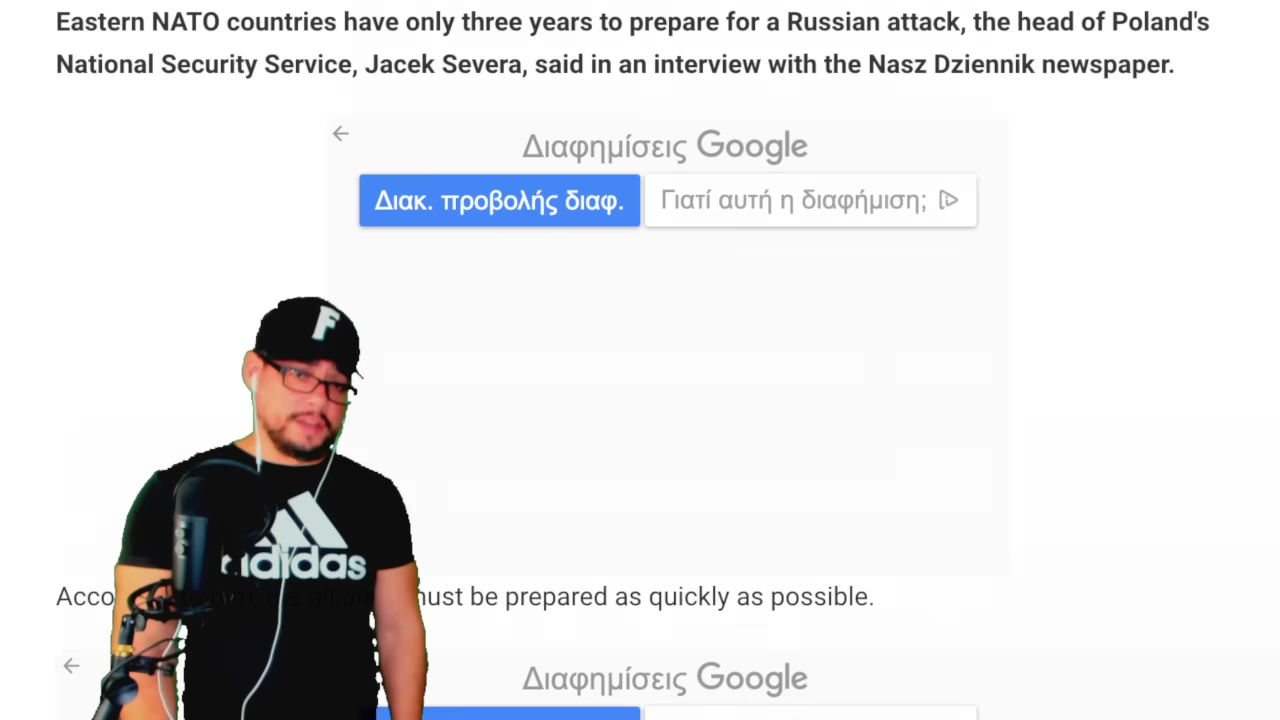 Eastern NATO countries have only three years to prepare for a Russian attack, the head of Poland's
National Security Service, Jacek Severa, said in an interview with the Nasz Dziennik newspaper.
Διαφημίσεις Google
Διακ. προβολής διαφ. Γιατί αυτή η διαφήμιση;
F
adidas
must be prepared as quickly as possible.
Διαφημίσεις Google